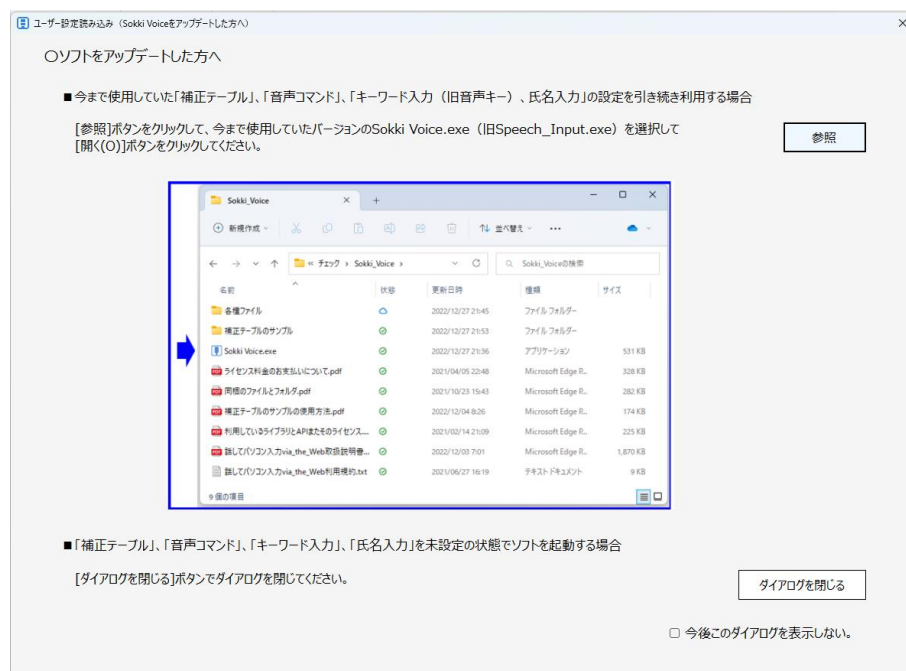 ユーザー設定読み込み（Sokki Voiceをアップデートした方へ）
〇ソフトをアップデートした方へ
■今まで使用していた「補正テーブル」、「音声コマンド」、「キーワード入力（旧音声キー）、氏名入力」の設定を引き続き利用する場合
[参照]ボタンをクリックして、今まで使用していたバージョンのSokki Voice.exe（旧Speech_Input.exe）を選択して
[開く(O)]ボタンをクリックしてください。
参照
Sokki_Voice
新規作成
並べ替え
« チェック › Sokki_Voice ›
Sokki_Voiceの検索
名前 状態 更新日時 種類 サイズ
各種ファイル 2022/12/27 21:45 ファイル フォルダー
補正テーブルのサンプル 2022/12/27 21:53 ファイル フォルダー
Sokki Voice.exe 2022/12/27 21:36 アプリケーション 531 KB
ライセンス料金のお支払いについて.pdf 2021/04/05 22:48 Microsoft Edge P... 328 KB
同梱のファイルとフォルダ.pdf 2021/10/23 15:43 Microsoft Edge P... 282 KB
補正テーブルのサンプルの使用方法.pdf 2022/12/04 8:26 Microsoft Edge P... 174 KB
利用しているライブラリとAPIまたそのライセンス... 2021/02/14 21:09 Microsoft Edge P... 225 KB
話してパソコン入力via_the_Web取扱説明書... 2022/12/03 7:01 Microsoft Edge P... 1,870 KB
話してパソコン入力via_the_Web利用規約.txt 2021/06/27 16:19 テキスト ドキュメント 9 KB
9 個の項目
■「補正テーブル」、「音声コマンド」、「キーワード入力」、「氏名入力」を未設定の状態でソフトを起動する場合
[ダイアログを閉じる]ボタンでダイアログを閉じてください。
ダイアログを閉じる
今後このダイアログを表示しない。